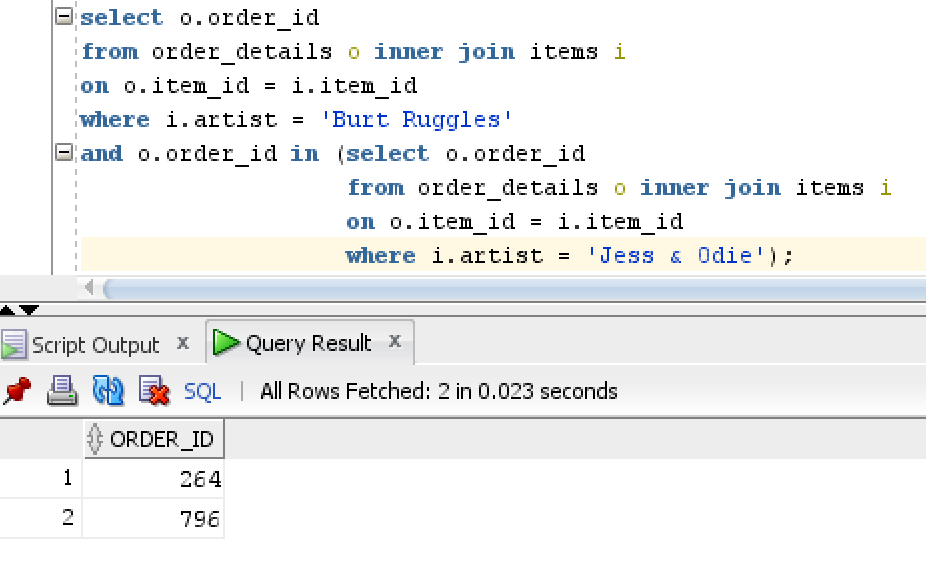 select o.order_id
from order_details o inner join items i
on o.item_id = i.item_id
where i.artist = 'Burt Ruggles'
and o.order_id in (select o.order_id
from order_details o inner join items i
on o.item_id = i.item_id
where i.artist = 'Jess & Odie');
Script Output x Query Result x
SQL | All Rows Fetched: 2 in 0.023 seconds
ORDER_ID
1 264
2 796